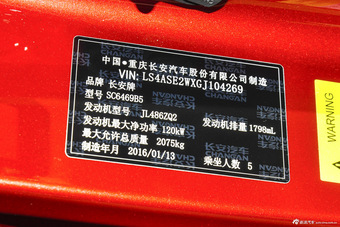 中国·重庆长安汽车股份有限公司制造
VIN: LS4ASE2WXGJ104269
品牌 长安牌
型号 SC6469B5
发动机型号 JL486ZQ2 发动机排量 1798mL
发动机最大净功率 120kW
最大允许总质量 2075kg
制造年月 2016/01/13 乘坐人数 5